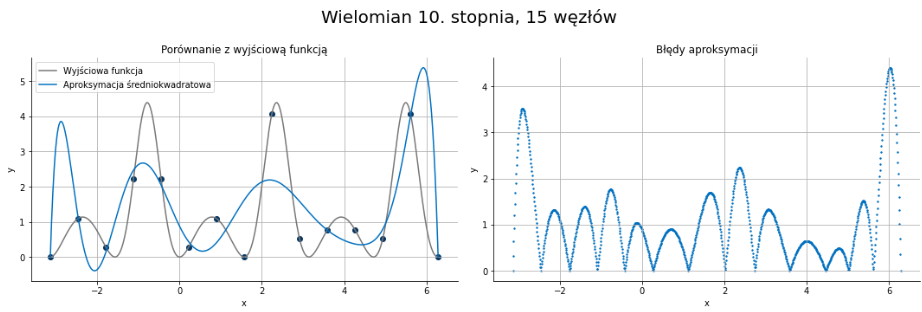 Wielomian 10. stopnia, 15 węzłów
Porównanie z wyjściową funkcją
Wyjściowa funkcja
Aproksymacja średniokwadratowa
y
5
4
3
2
1
0
−2
0
2
4
6
x
Błędy aproksymacji
y
4
3
2
1
0
−2
0
2
4
6
x